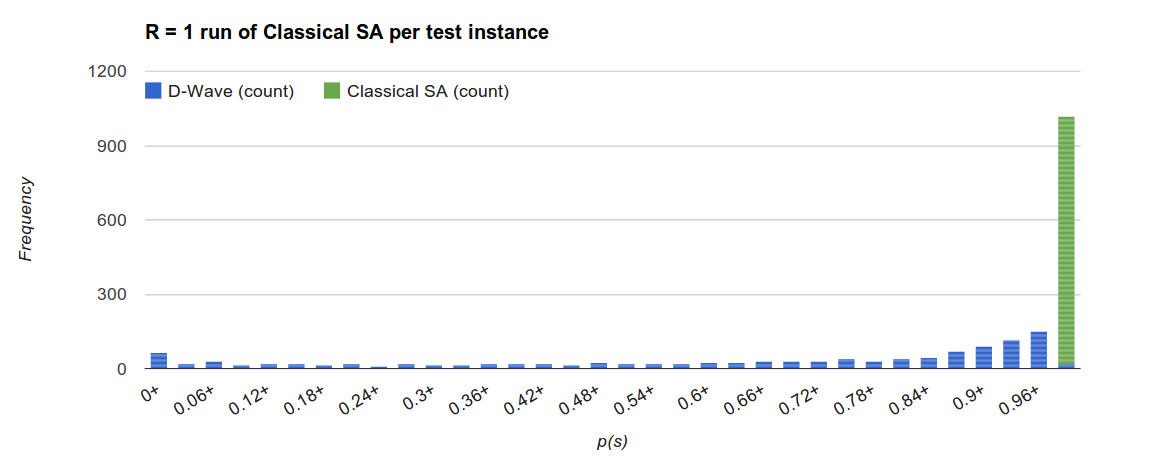 R = 1 run of Classical SA per test instance
1200
D-Wave (count) Classical SA (count)
900
600
300
0
Frequency
0+ 0.06+ 0.12+ 0.18+ 0.24+ 0.3+ 0.36+ 0.42+ 0.48+ 0.54+ 0.6+ 0.66+ 0.72+ 0.78+ 0.84+ 0.9+ 0.96+
p(s)